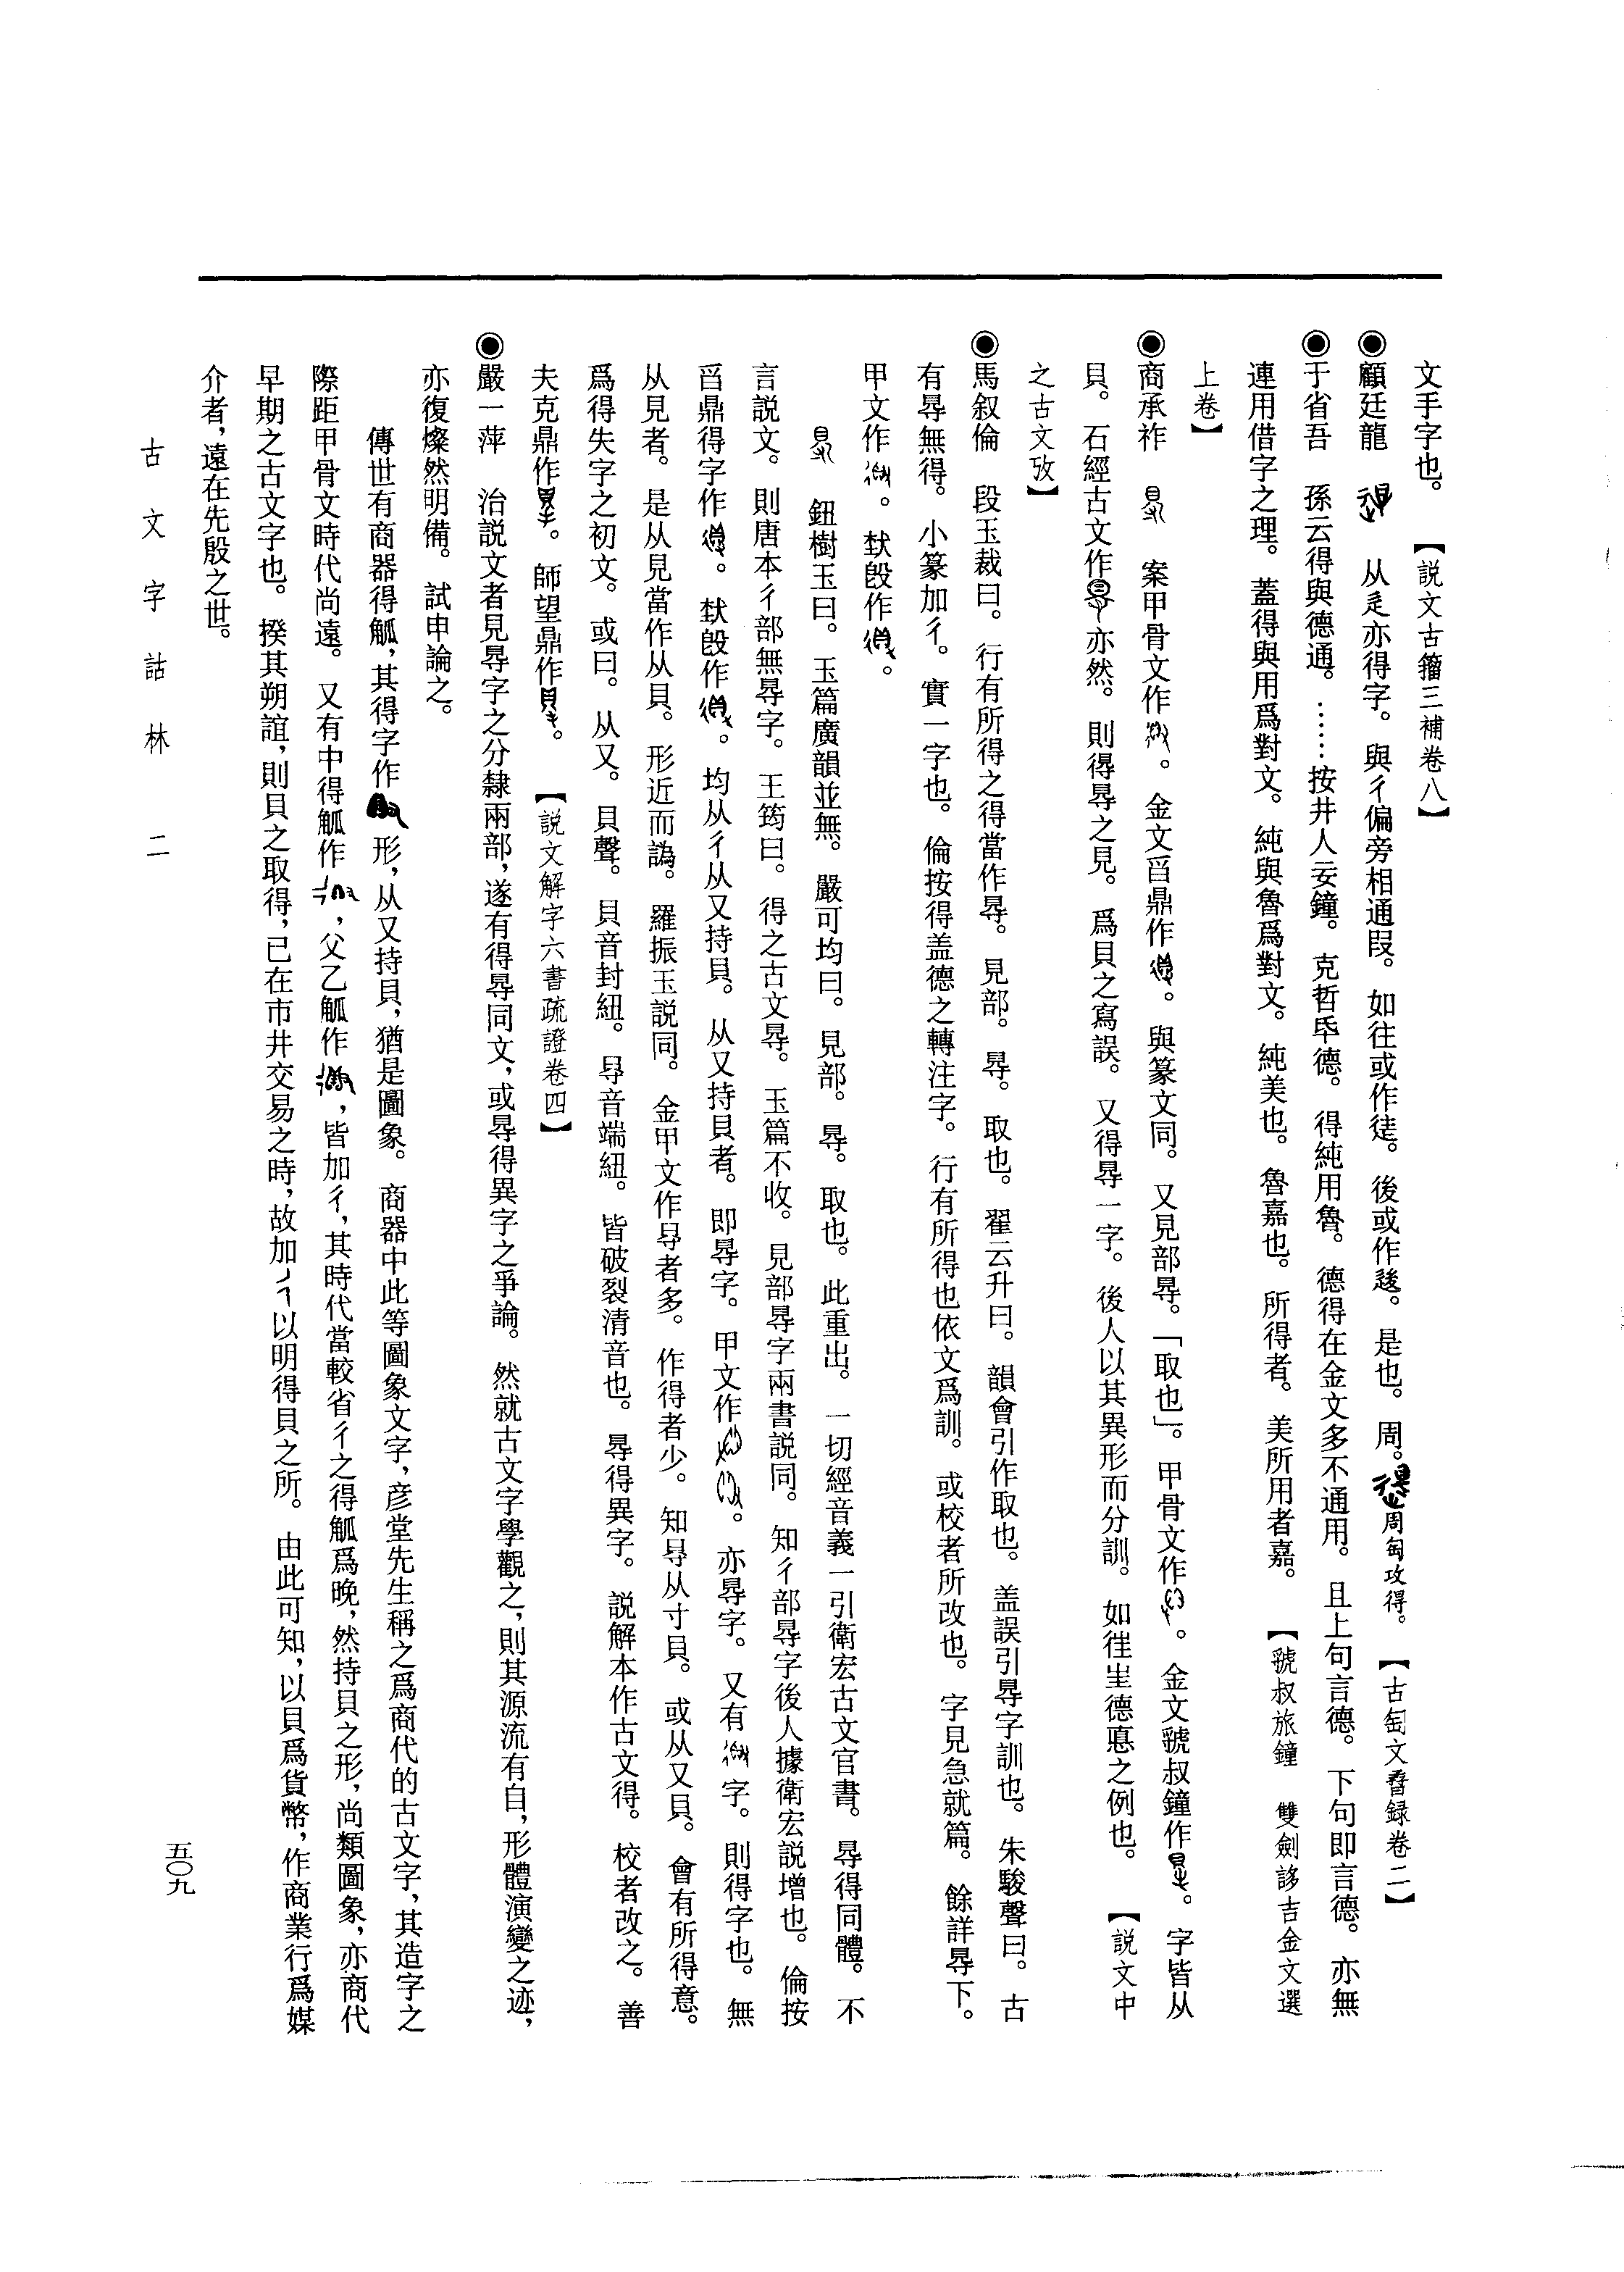 文手字也。　【説文古籀三補卷八】
◉顧廷龍　从辵亦得字。與彳偏旁相通叚。如往或作𨓹。後或作𨒥。是也。周。周匋攻得。　【古匋文孴録卷二】
◉于省吾　孫云得與德通。……按井人妄鐘。克哲氒德。得純用魯。德得在金文多不通用。且上句言德。下句即言德。亦無
連用借字之理。蓋得與用爲對文。純與魯爲對文。純美也。魯嘉也。所得者。美所用者嘉。　【虢叔旅鐘　雙劍誃吉金文選
上卷】
◉商承祚　案甲骨文作。金文舀鼎作。與篆文同。又見部㝵。「取也」。甲骨文作。金文虢叔鐘作。字皆从
貝。石經古文作亦然。則得㝵之見。爲貝之寫誤。又得㝵一字。後人以其異形而分訓。如徍㞷德悳之例也。　【説文中
之古文攷】
◉馬叙倫　段玉裁曰。行有所得之得當作㝵。見部。㝵。取也。翟云升曰。韻會引作取也。盖誤引㝵字訓也。朱駿聲曰。古
有㝵無得。小篆加彳。實一字也。倫按得盖德之轉注字。行有所得也依文爲訓。或校者所改也。字見急就篇。餘詳㝵下。
甲文作。㝬𣪘作。
鈕樹玉曰。玉篇廣韻並無。嚴可均曰。見部。㝵。取也。此重出。一切經音義一引衛宏古文官書。㝵得同體。不
言説文。則唐本彳部無㝵字。王筠曰。得之古文㝵。玉篇不收。見部㝵字兩書説同。知彳部㝵字後人據衛宏説增也。倫按
舀鼎得字作。㝬𣪘作。均从彳从又持貝。从又持貝者。即㝵字。甲文作。亦㝵字。又有字。則得字也。無
从見者。是从見當作从貝。形近而譌。羅振玉説同。金甲文作㝵者多。作得者少。知㝵从寸貝。或从又貝。會有所得意。
爲得失字之初文。或曰。从又。貝聲。貝音封紐。㝵音端紐。皆破裂清音也。㝵得異字。説解本作古文得。校者改之。善
夫克鼎作。師望鼎作。　【説文解字六書疏證卷四】
◉嚴一萍　治説文者見㝵字之分隸兩部，遂有得㝵同文，或㝵得異字之爭論。然就古文字學觀之，則其源流有自，形體演變之迹，
亦復燦然明備。試申論之。
傳世有商器得觚，其得字作形，从又持貝，猶是圖象。商器中此等圖象文字，彦堂先生稱之爲商代的古文字，其造字之
際距甲骨文時代尚遠。又有中得觚作，父乙觚作，皆加彳，其時代當較省彳之得觚爲晚，然持貝之形，尚類圖象，亦商代
早期之古文字也。揆其朔誼，則貝之取得，已在市井交易之時，故加以明得貝之所。由此可知，以貝爲貨幣，作商業行爲媒
介者，遠在先殷之世。
古文字詁林　二
五〇九